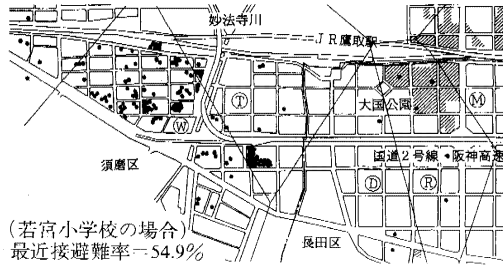 妙法寺川
JR鷹取駅
大国公園
Ⓣ
Ⓜ
Ⓦ
国道2号線・阪神高速
須磨区
Ⓓ
Ⓡ
(若宮小学校の場合)
長田区
最近接避難率=54.9%